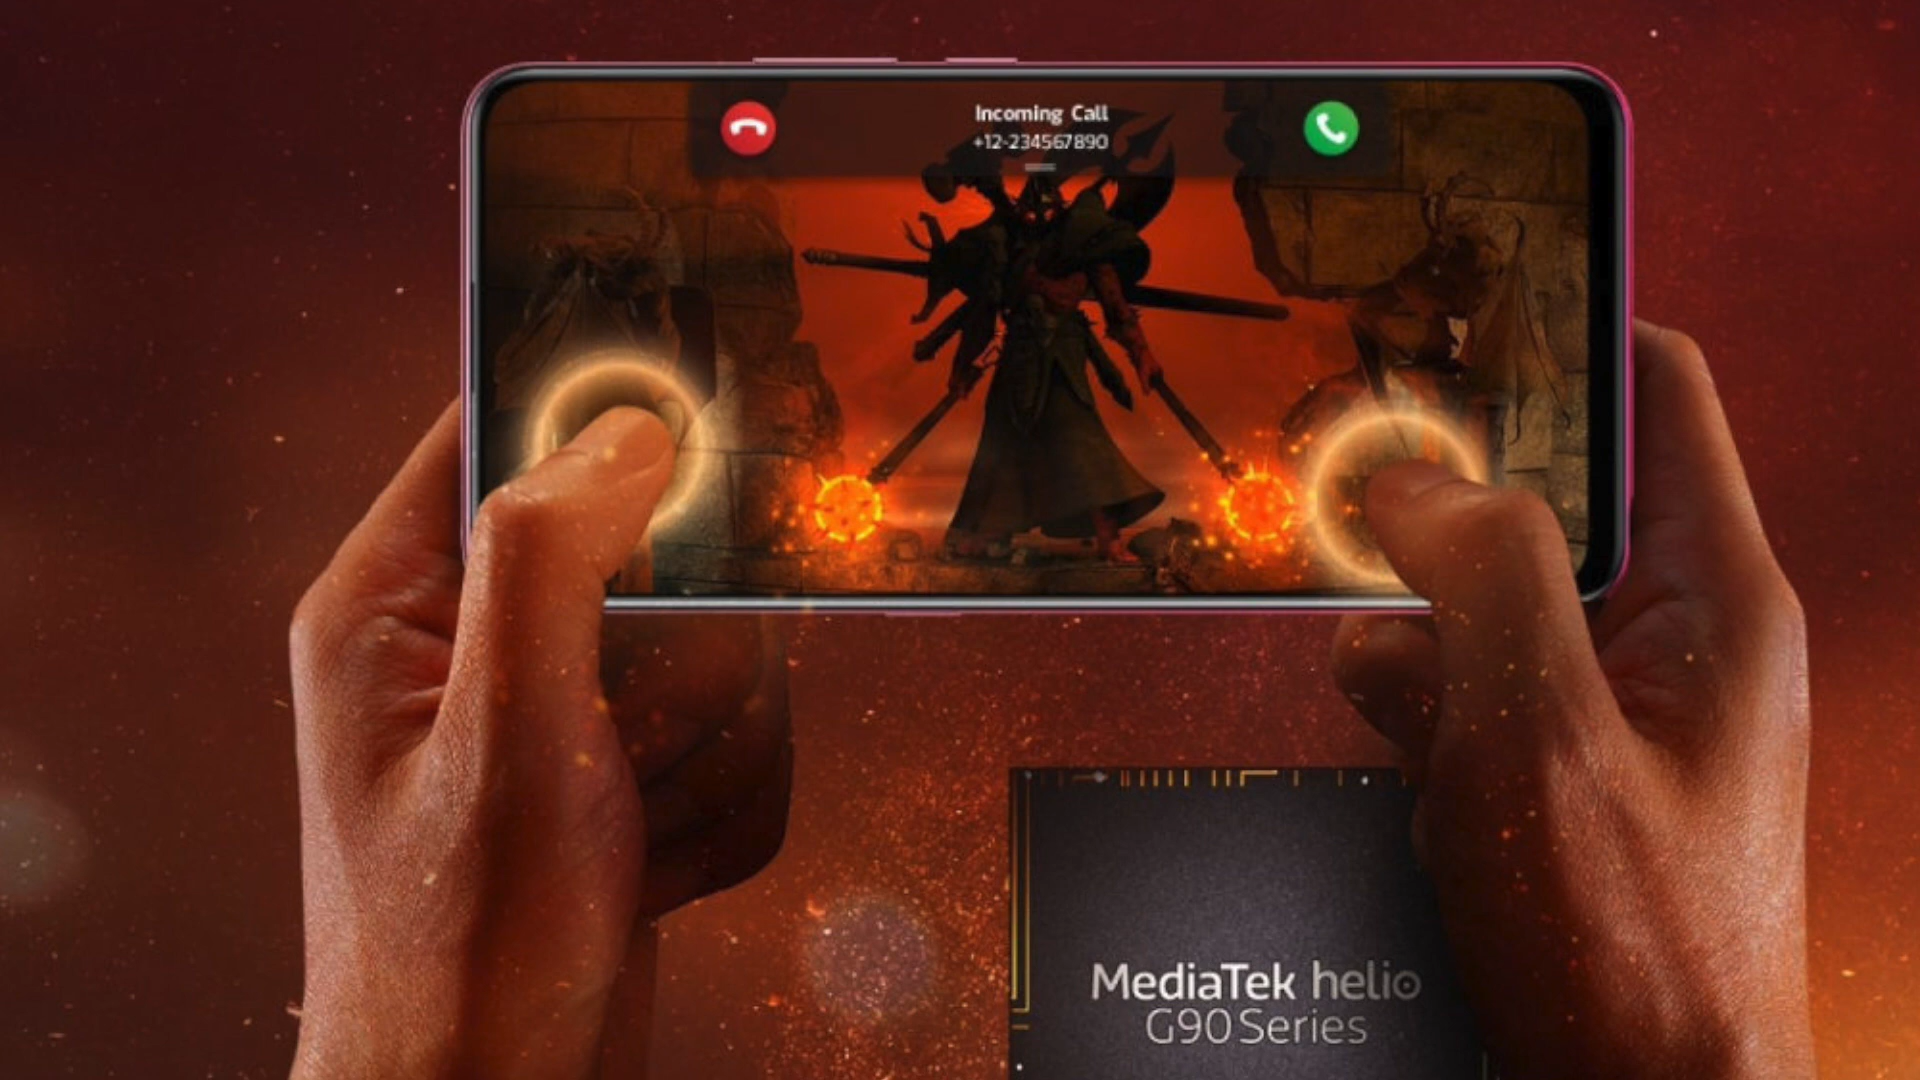 Incoming Call
+12-234567890
MediaTek helio
G90 Series